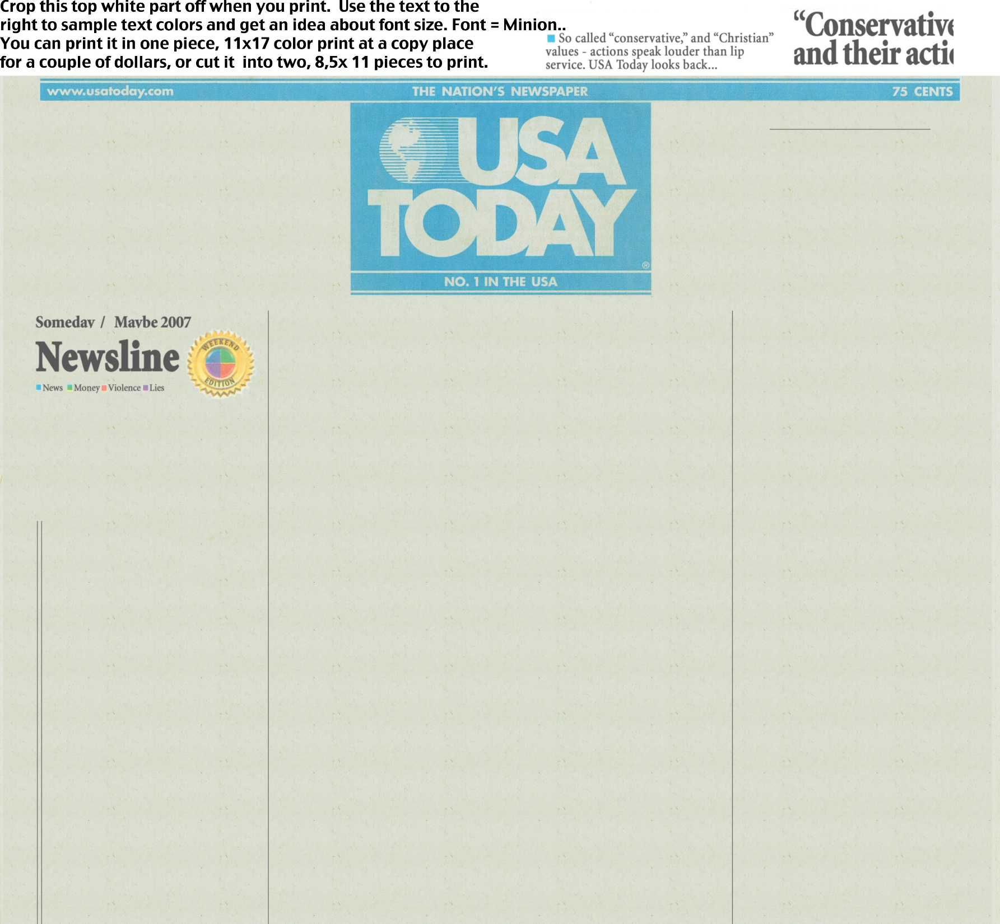 Crop this top white part off when you print.  Use the text to the
right to sample text colors and get an idea about font size. Font = Minion..
You can print it in one piece, 11x17 color print at a copy place
for a couple of dollars, or cut it  into two, 8,5x 11 pieces to print.
■ So called “conservative,” and “Christian”
values - actions speak louder than lip
service. USA Today looks back...
“Conservative
and their actio
www.usatoday.com
THE NATION’S NEWSPAPER
75 CENTS
USA
TODAY
®
NO. 1 IN THE USA
Someday / Maybe 2007
Newsline
WEEKEND
EDITION
■ News ■ Money ■ Violence ■ Lies